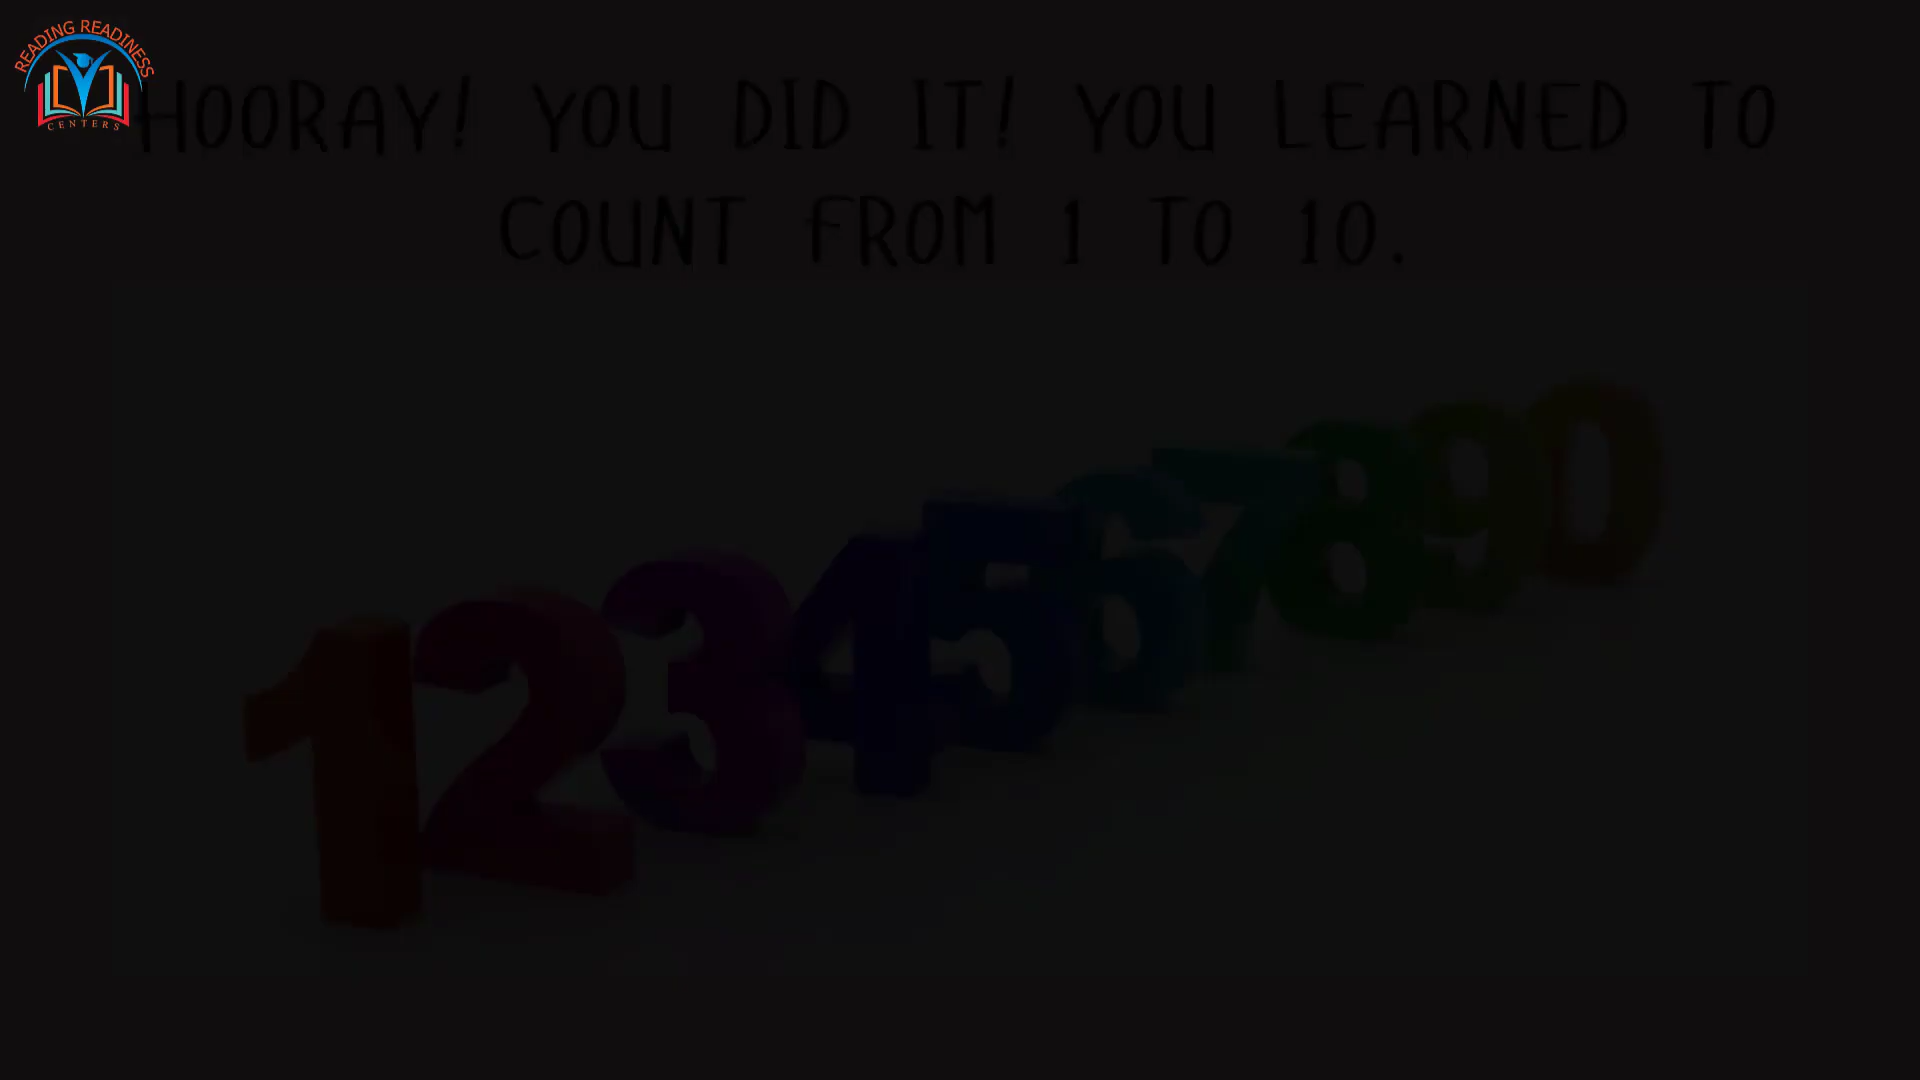 READING READINESS
CENTERS
HOORAY! YOU DID IT! YOU LEARNED TO
COUNT FROM 1 TO 10.
1234567890